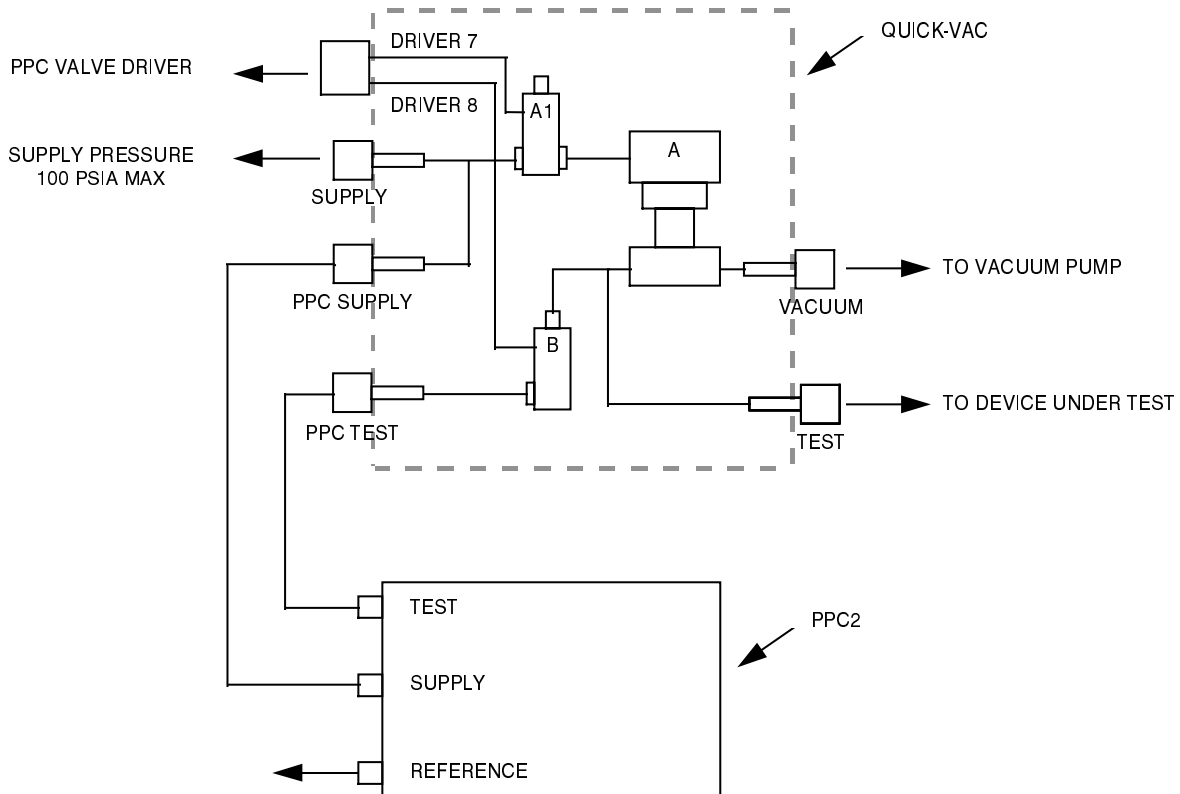 QUICK-VAC
DRIVER 7
PPC VALVE DRIVER
DRIVER 8
A1
SUPPLY PRESSURE
100 PSIA MAX
A
SUPPLY
TO VACUUM PUMP
PPC SUPPLY
VACUUM
B
TO DEVICE UNDER TEST
PPC TEST
TEST
TEST
PPC2
SUPPLY
REFERENCE